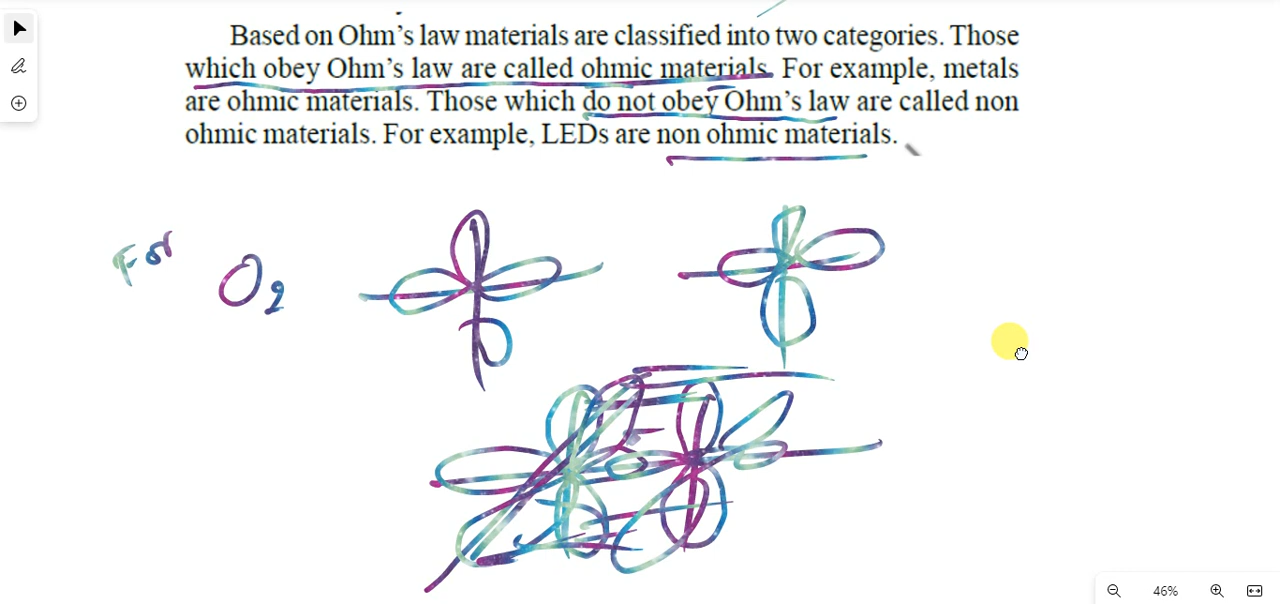 Based on Ohm's law materials are classified into two categories. Those
which obey Ohm's law are called ohmic materials. For example, metals
are ohmic materials. Those which do not obey Ohm's law are called non
ohmic materials. For example, LEDs are non ohmic materials.
For O2
46%